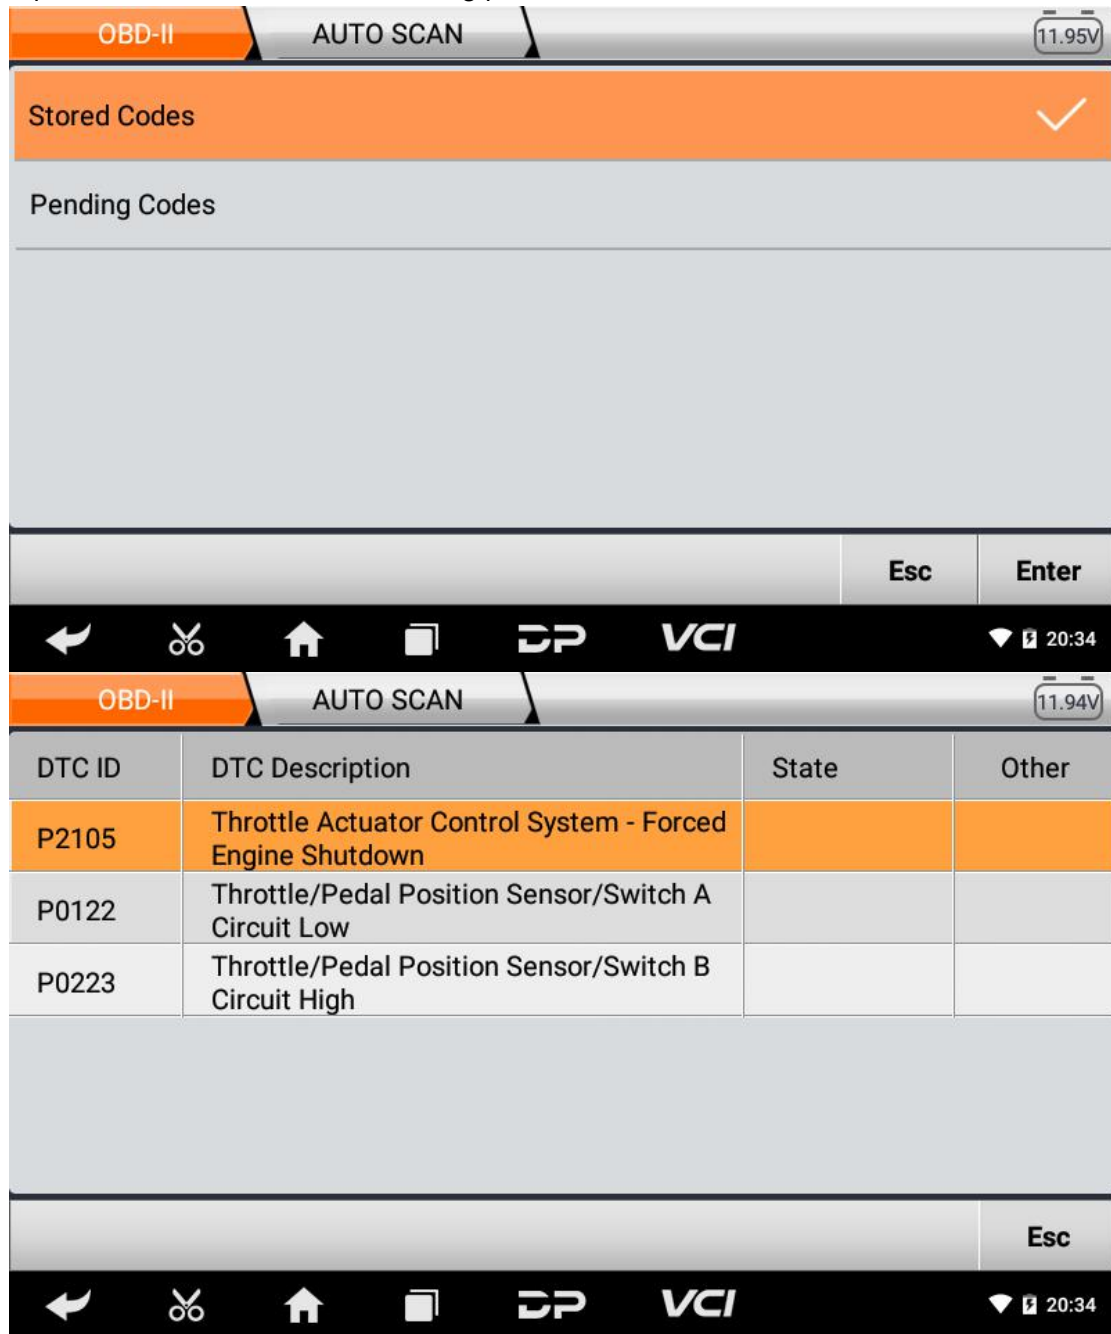 OBD-II AUTO SCAN 11.95V
Stored Codes
Pending Codes
Esc Enter
DP VCI 20:34
OBD-II AUTO SCAN 11.94V
DTC ID DTC Description State Other
P2105 Throttle Actuator Control System - Forced
Engine Shutdown
P0122 Throttle/Pedal Position Sensor/Switch A
Circuit Low
P0223 Throttle/Pedal Position Sensor/Switch B
Circuit High
Esc
DP VCI 20:34